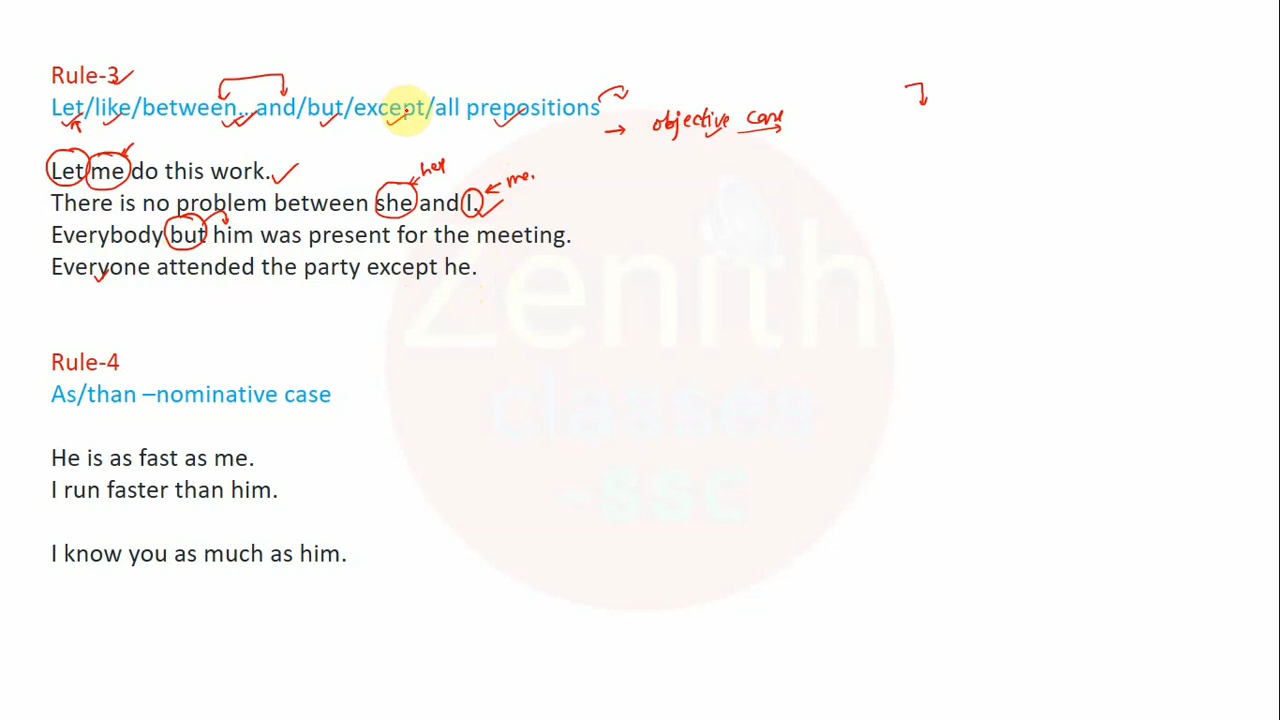 Rule-3
Let/like/between...and/but/except/all prepositions
→ objective case
Let me do this work.
her
me.
There is no problem between she and I.
Everybody but him was present for the meeting.
Everyone attended the party except he.
Zenith
classes
-SSC
Rule-4
As/than –nominative case
He is as fast as me.
I run faster than him.
I know you as much as him.